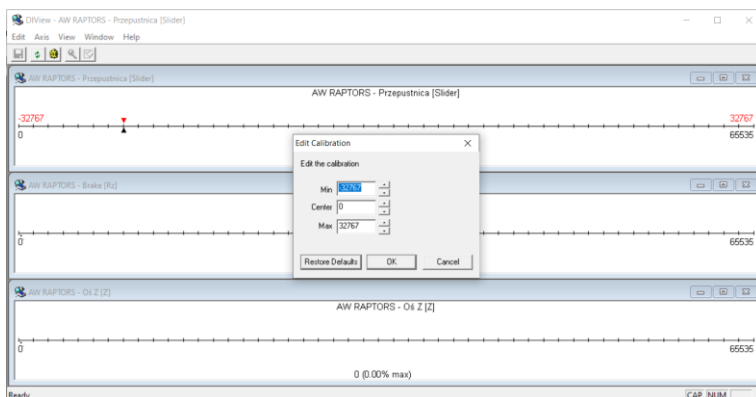 DIView - AW RAPTORS - Przepustnica [Slider]
Edit Axis View Window Help
AW RAPTORS - Przepustnica [Slider]
AW RAPTORS - Przepustnica [Slider]
-32767 32767
0 65535
Edit Calibration
Edit the calibration
Min -32767
Center 0
Max 32767
Restore Defaults OK Cancel
AW RAPTORS - Brake [Rz]
0 65535
AW RAPTORS - Oś Z [Z]
AW RAPTORS - Oś Z [Z]
0 65535
0 (0.00% max)
Ready CAP NUM